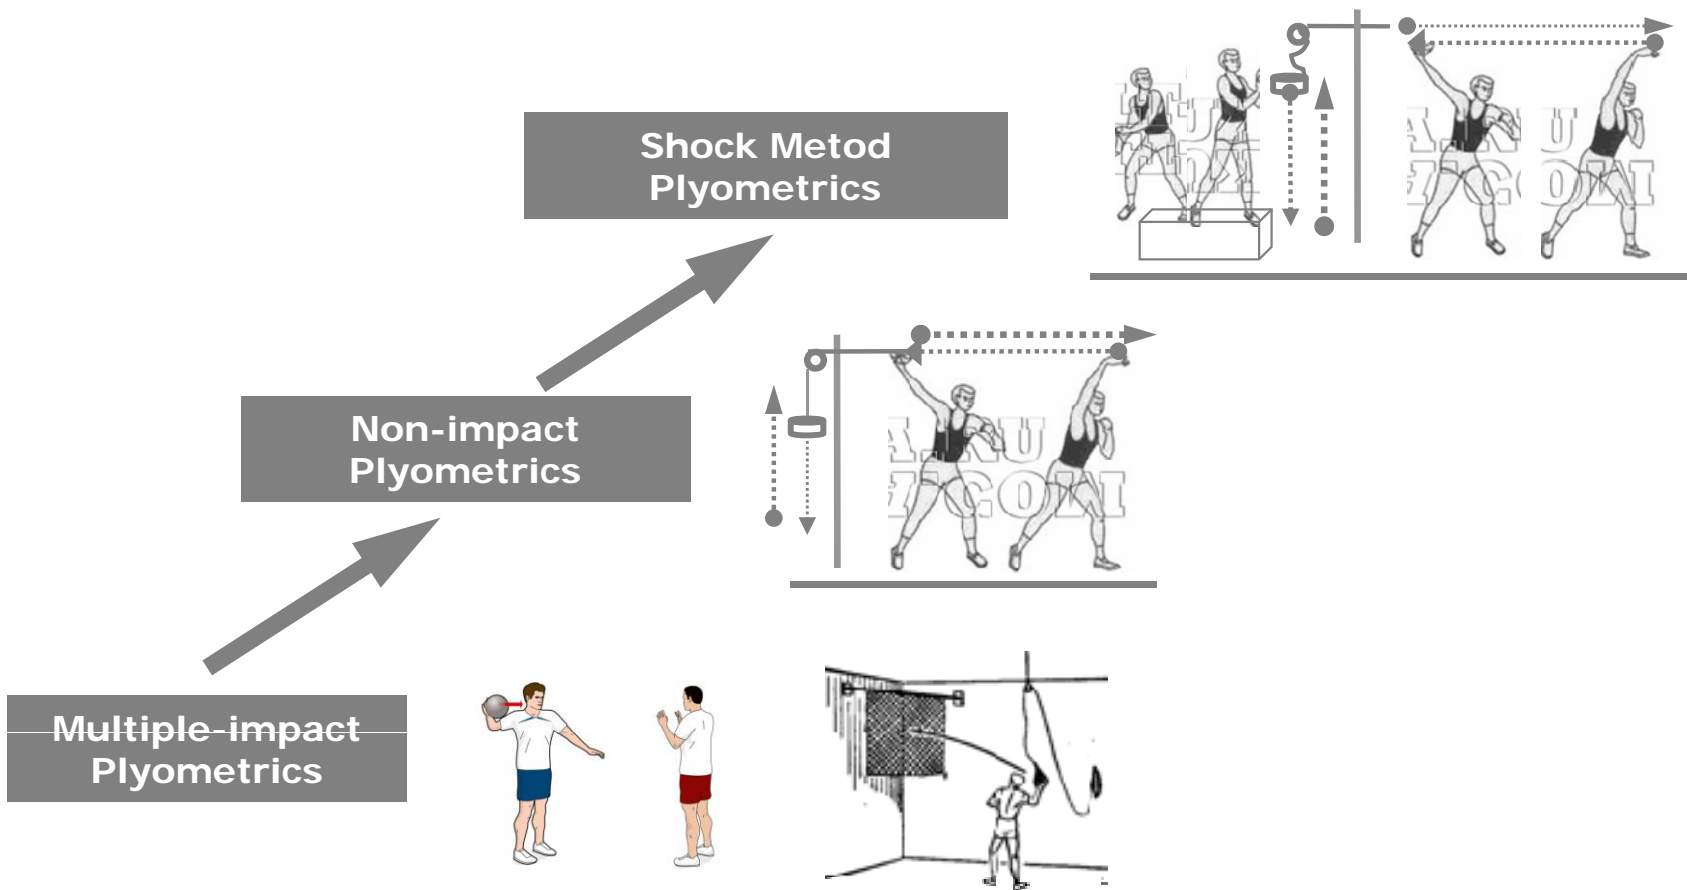 Shock Metod
Plyometrics
Non-impact
Plyometrics
Multiple-impact
Plyometrics